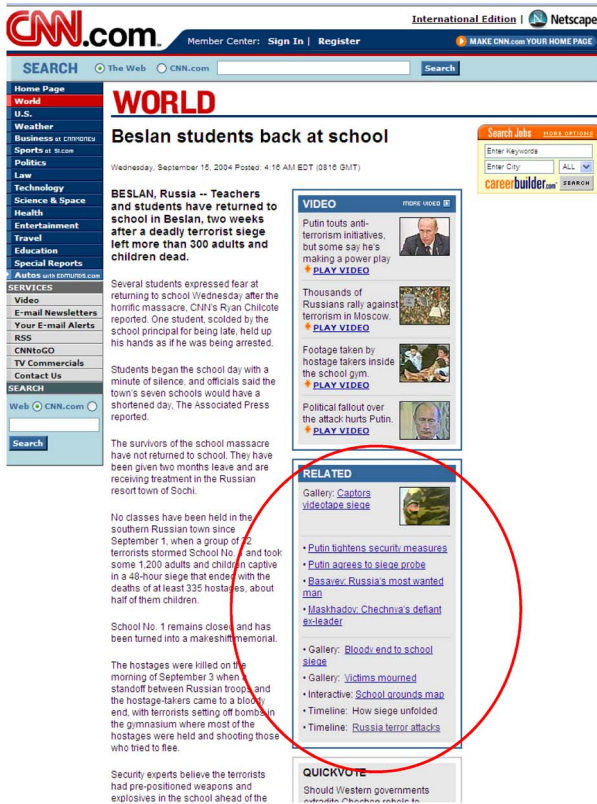 International Edition | Netscape
CNN.com
Member Center: Sign In | Register
MAKE CNN.com YOUR HOME PAGE
SEARCH The Web CNN.com Search
Home Page
World
U.S.
Weather
Business at CNNMONEY
Sports at SI.com
Politics
Law
Technology
Science & Space
Health
Entertainment
Travel
Education
Special Reports
Autos with EDMUNDS.com
SERVICES
Video
E-mail Newsletters
Your E-mail Alerts
RSS
CNNtoGO
TV Commercials
Contact Us
SEARCH
Web CNN.com
Search
WORLD
Beslan students back at school
Wednesday, September 15, 2004 Posted: 4:16 AM EDT (0816 GMT)
BESLAN, Russia -- Teachers
and students have returned to
school in Beslan, two weeks
after a deadly terrorist siege
left more than 300 adults and
children dead.
Several students expressed fear at
returning to school Wednesday after the
horrific massacre, CNN's Ryan Chilcote
reported. One student, scolded by the
school principal for being late, held up
his hands as if he was being arrested.
Students began the school day with a
minute of silence, and officials said the
town's seven schools would have a
shortened day, The Associated Press
reported.
The survivors of the school massacre
have not returned to school. They have
been given two months leave and are
receiving treatment in the Russian
resort town of Sochi.
No classes have been held in the
southern Russian town since
September 1, when a group of 32
terrorists stormed School No. 1 and took
some 1,200 adults and children captive
in a 48-hour siege that ended with the
deaths of at least 335 hostages, about
half of them children.
School No. 1 remains closed and has
been turned into a makeshift memorial.
The hostages were killed on the
morning of September 3 when a
standoff between Russian troops and
the hostage-takers came to a bloody
end, with terrorists setting off bombs in
the gymnasium where most of the
hostages were held and shooting those
who tried to flee.
Security experts believe the terrorists
had pre-positioned weapons and
explosives in the school ahead of the
VIDEO MORE VIDEO
Putin touts anti-
terrorism initiatives,
but some say he's
making a power play
PLAY VIDEO
Thousands of
Russians rally against
terrorism in Moscow.
PLAY VIDEO
Footage taken by
hostage takers inside
the school gym.
PLAY VIDEO
Political fallout over
the attack hurts Putin.
PLAY VIDEO
RELATED
Gallery: Captors
videotape siege
• Putin tightens security measures
• Putin agrees to siege probe
• Basayev: Russia's most wanted
man
• Maskhadov: Chechnya's defiant
ex-leader
• Gallery: Bloody end to school
siege
• Gallery: Victims mourned
• Interactive: School grounds map
• Timeline: How siege unfolded
• Timeline: Russia terror attacks
QUICKVOTE
Should Western governments
extradite Chechen rebels to
Search Jobs MORE OPTIONS
Enter Keywords
Enter City ALL
careerbuilder.com SEARCH